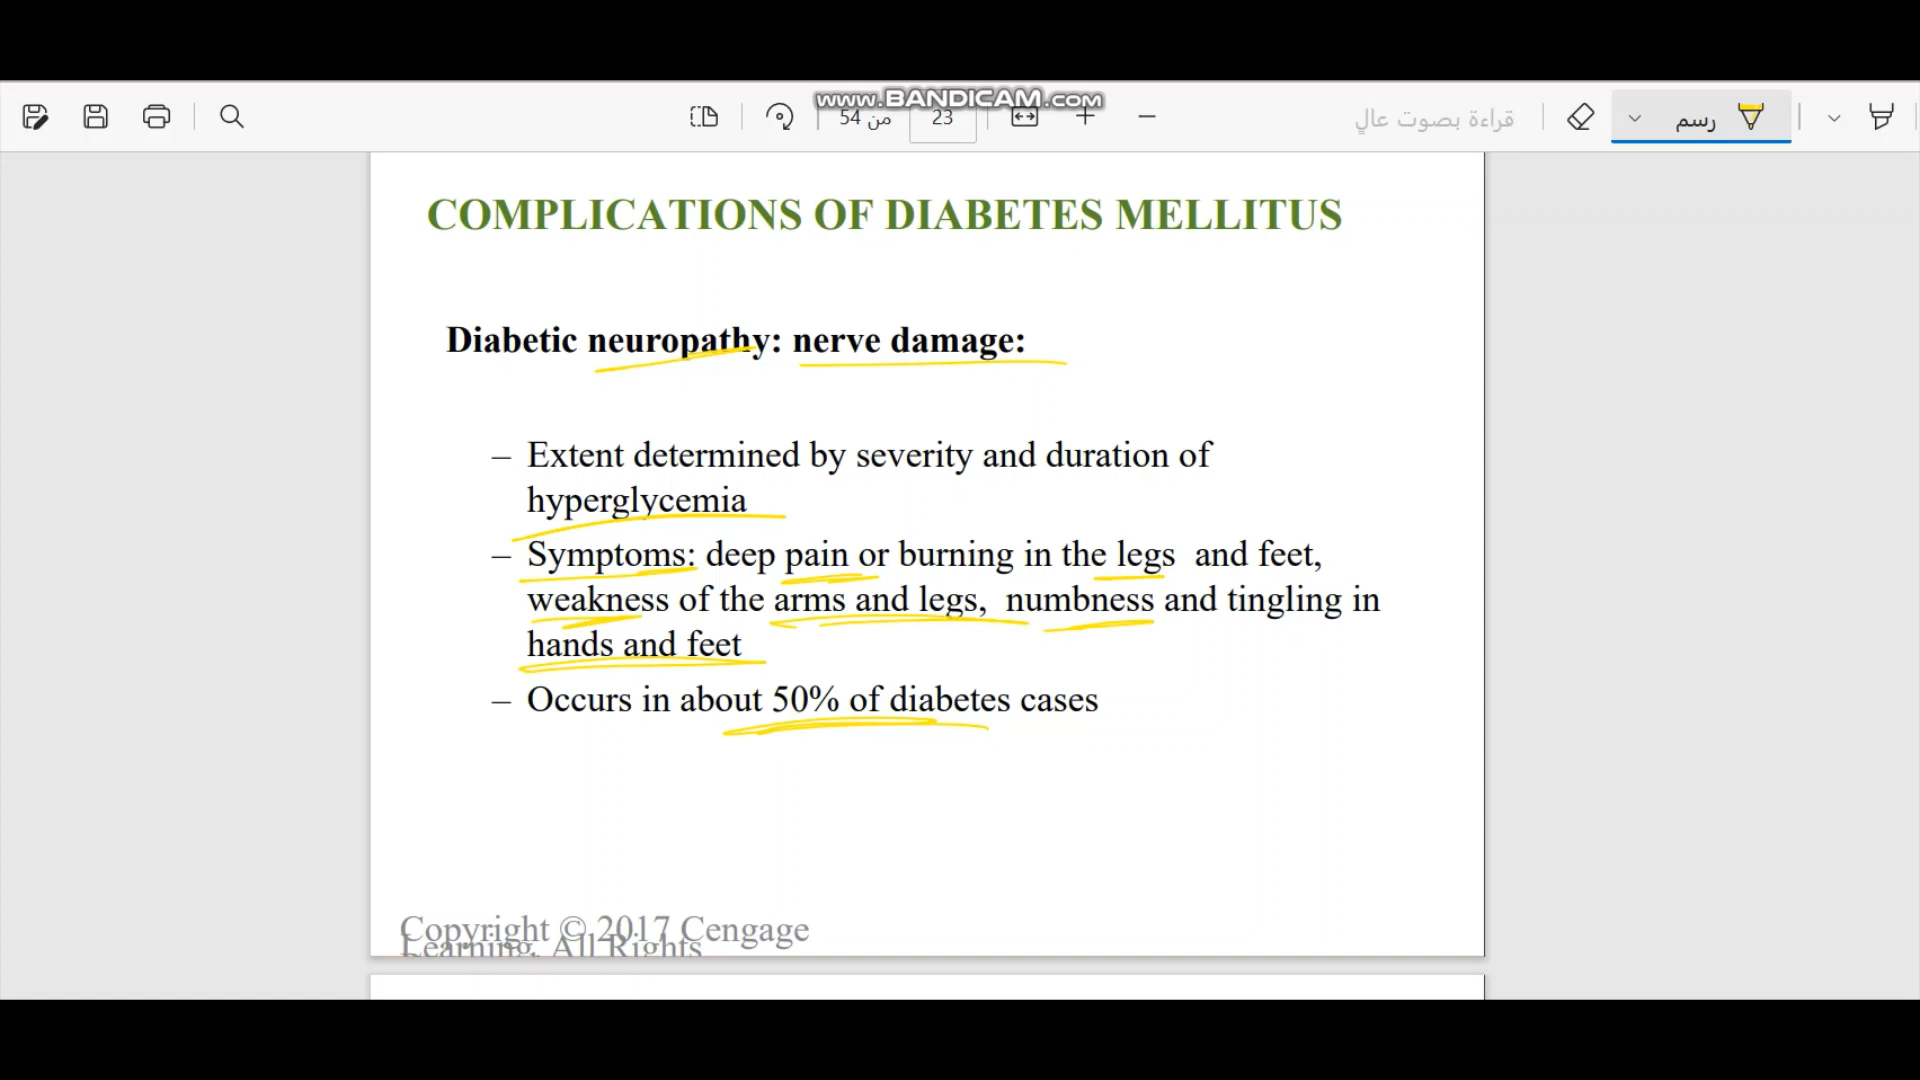 www.BANDICAM.com
23 من 54
قراءة بصوت عالٍ
رسم
COMPLICATIONS OF DIABETES MELLITUS
Diabetic neuropathy: nerve damage:
– Extent determined by severity and duration of
hyperglycemia
– Symptoms: deep pain or burning in the legs and feet,
weakness of the arms and legs, numbness and tingling in
hands and feet
– Occurs in about 50% of diabetes cases
Copyright © 2017 Cengage
Learning. All Rights